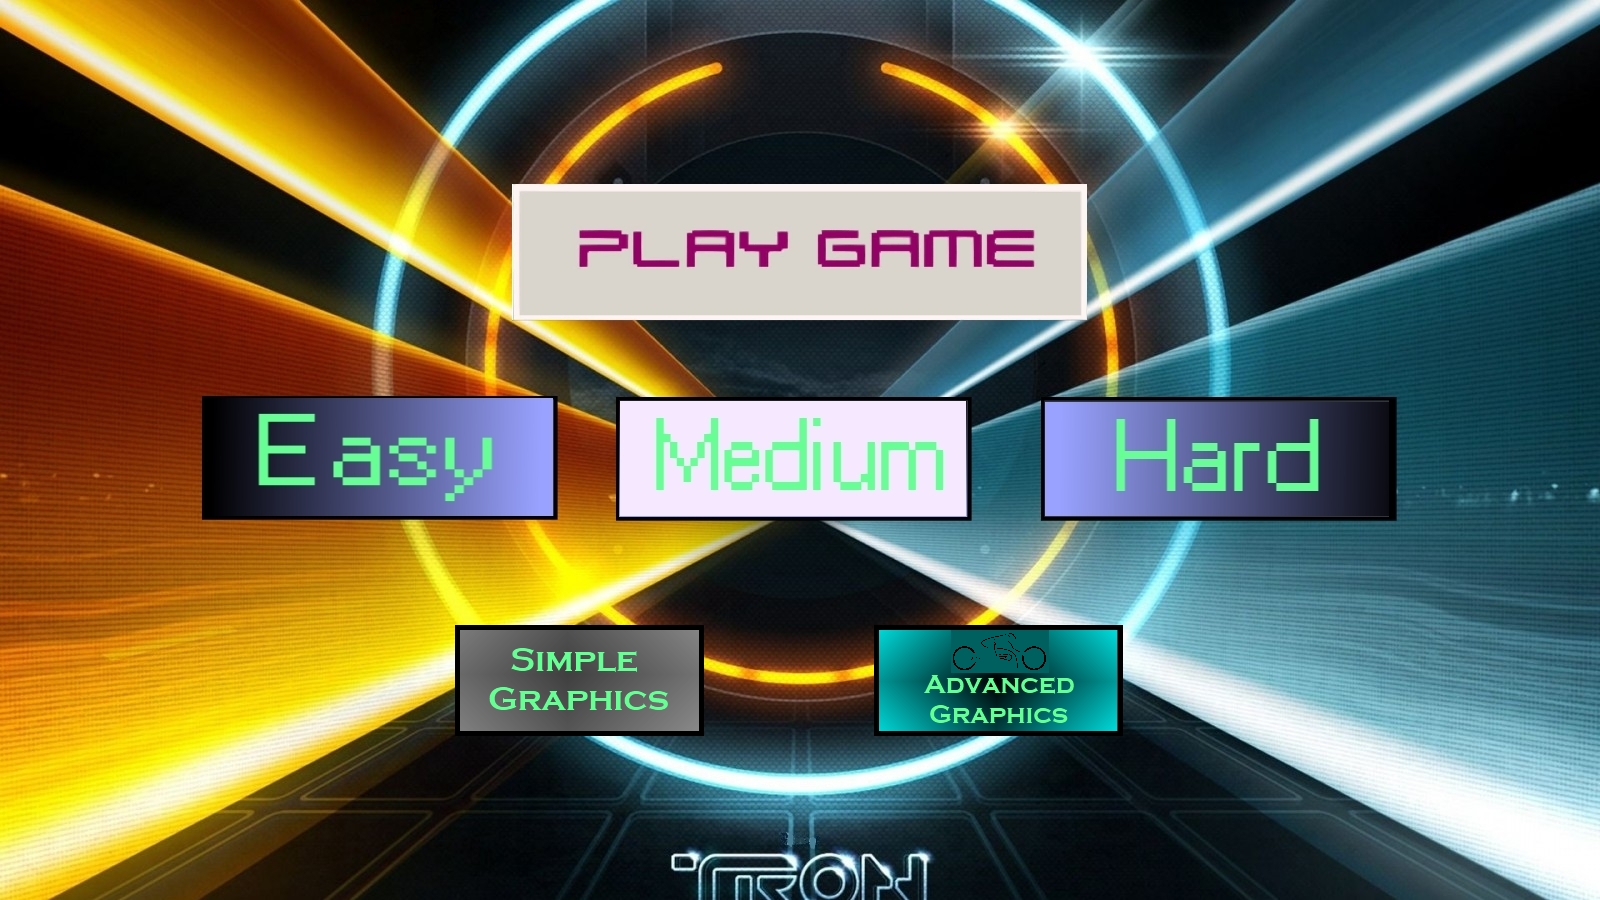 PLAY GAME
Easy
Medium
Hard
SIMPLE
GRAPHICS
ADVANCED
GRAPHICS
TRON